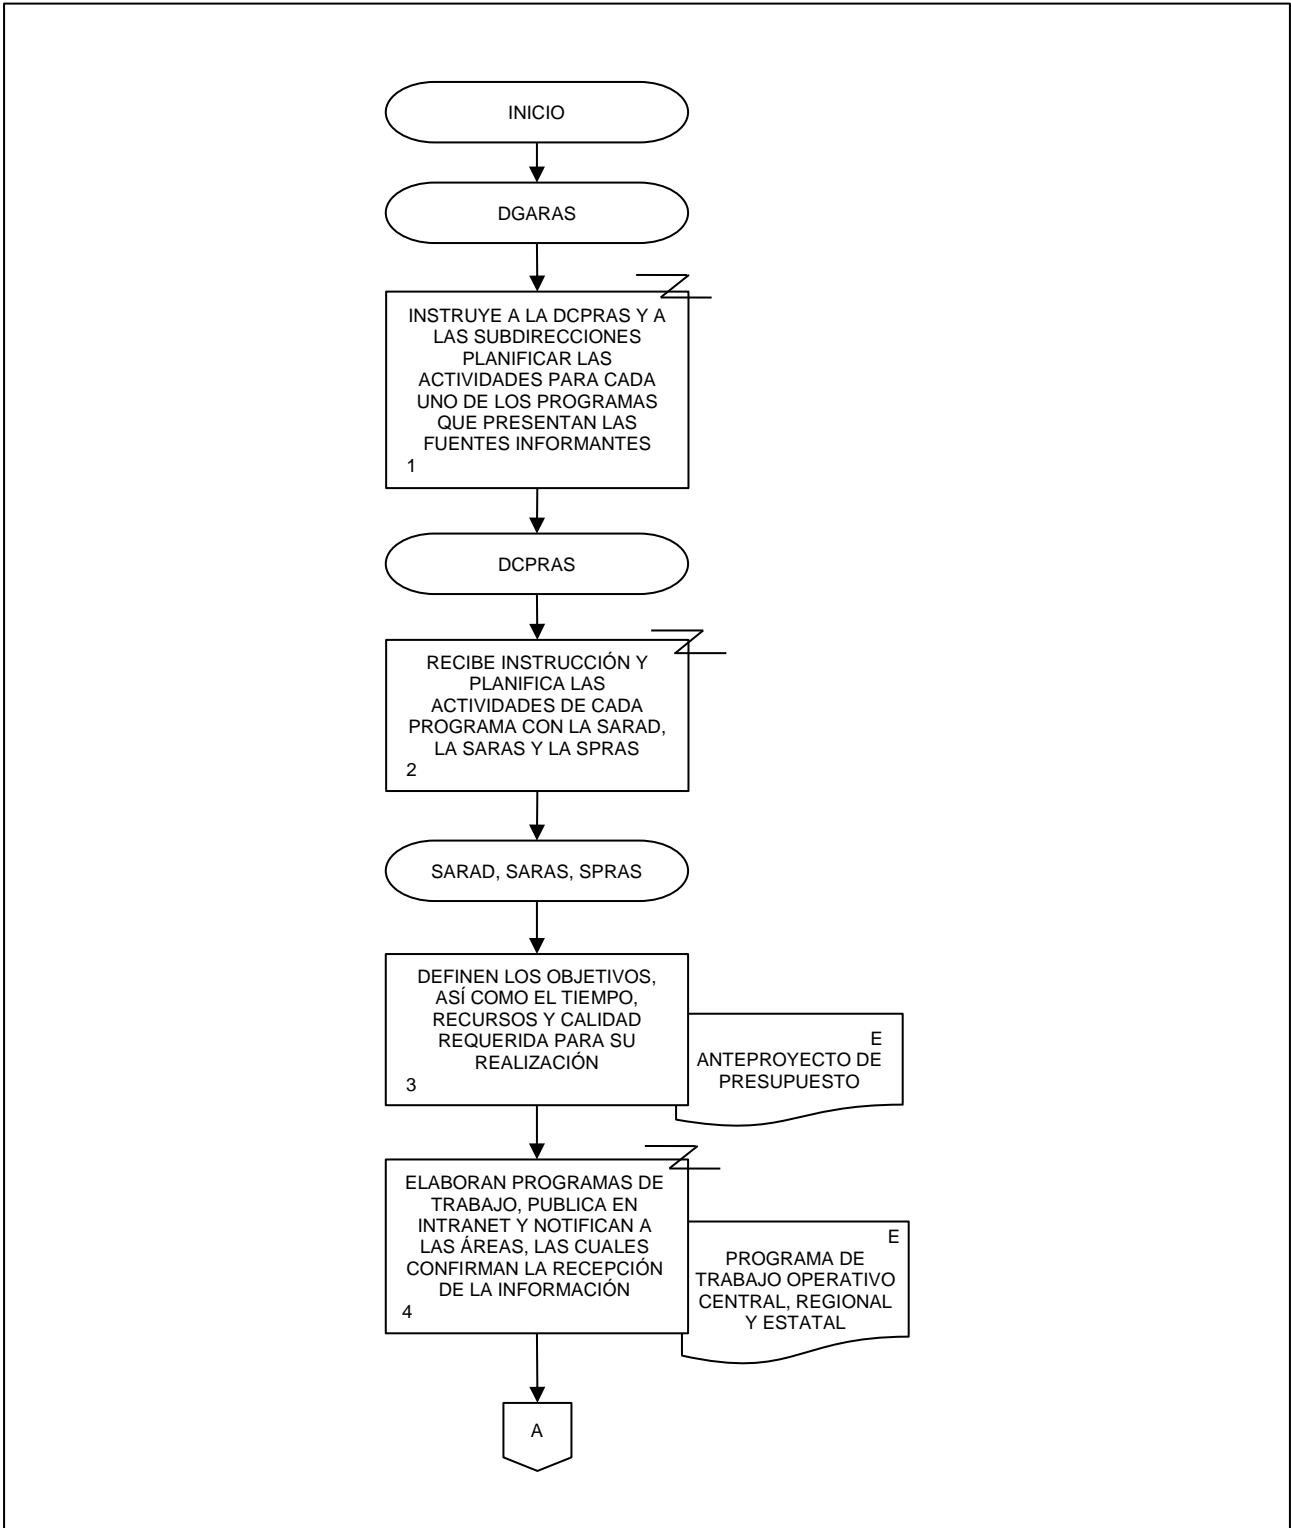 INICIO
DGARAS
INSTRUYE A LA DCPRAS Y A
LAS SUBDIRECCIONES
PLANIFICAR LAS
ACTIVIDADES PARA CADA
UNO DE LOS PROGRAMAS
QUE PRESENTAN LAS
FUENTES INFORMANTES
1
DCPRAS
RECIBE INSTRUCCIÓN Y
PLANIFICA LAS
ACTIVIDADES DE CADA
PROGRAMA CON LA SARAD,
LA SARAS Y LA SPRAS
2
SARAD, SARAS, SPRAS
DEFINEN LOS OBJETIVOS,
ASÍ COMO EL TIEMPO,
RECURSOS Y CALIDAD
REQUERIDA PARA SU
REALIZACIÓN
3
E
ANTEPROYECTO DE
PRESUPUESTO
ELABORAN PROGRAMAS DE
TRABAJO, PUBLICA EN
INTRANET Y NOTIFICAN A
LAS ÁREAS, LAS CUALES
CONFIRMAN LA RECEPCIÓN
DE LA INFORMACIÓN
4
E
PROGRAMA DE
TRABAJO OPERATIVO
CENTRAL, REGIONAL
Y ESTATAL
A